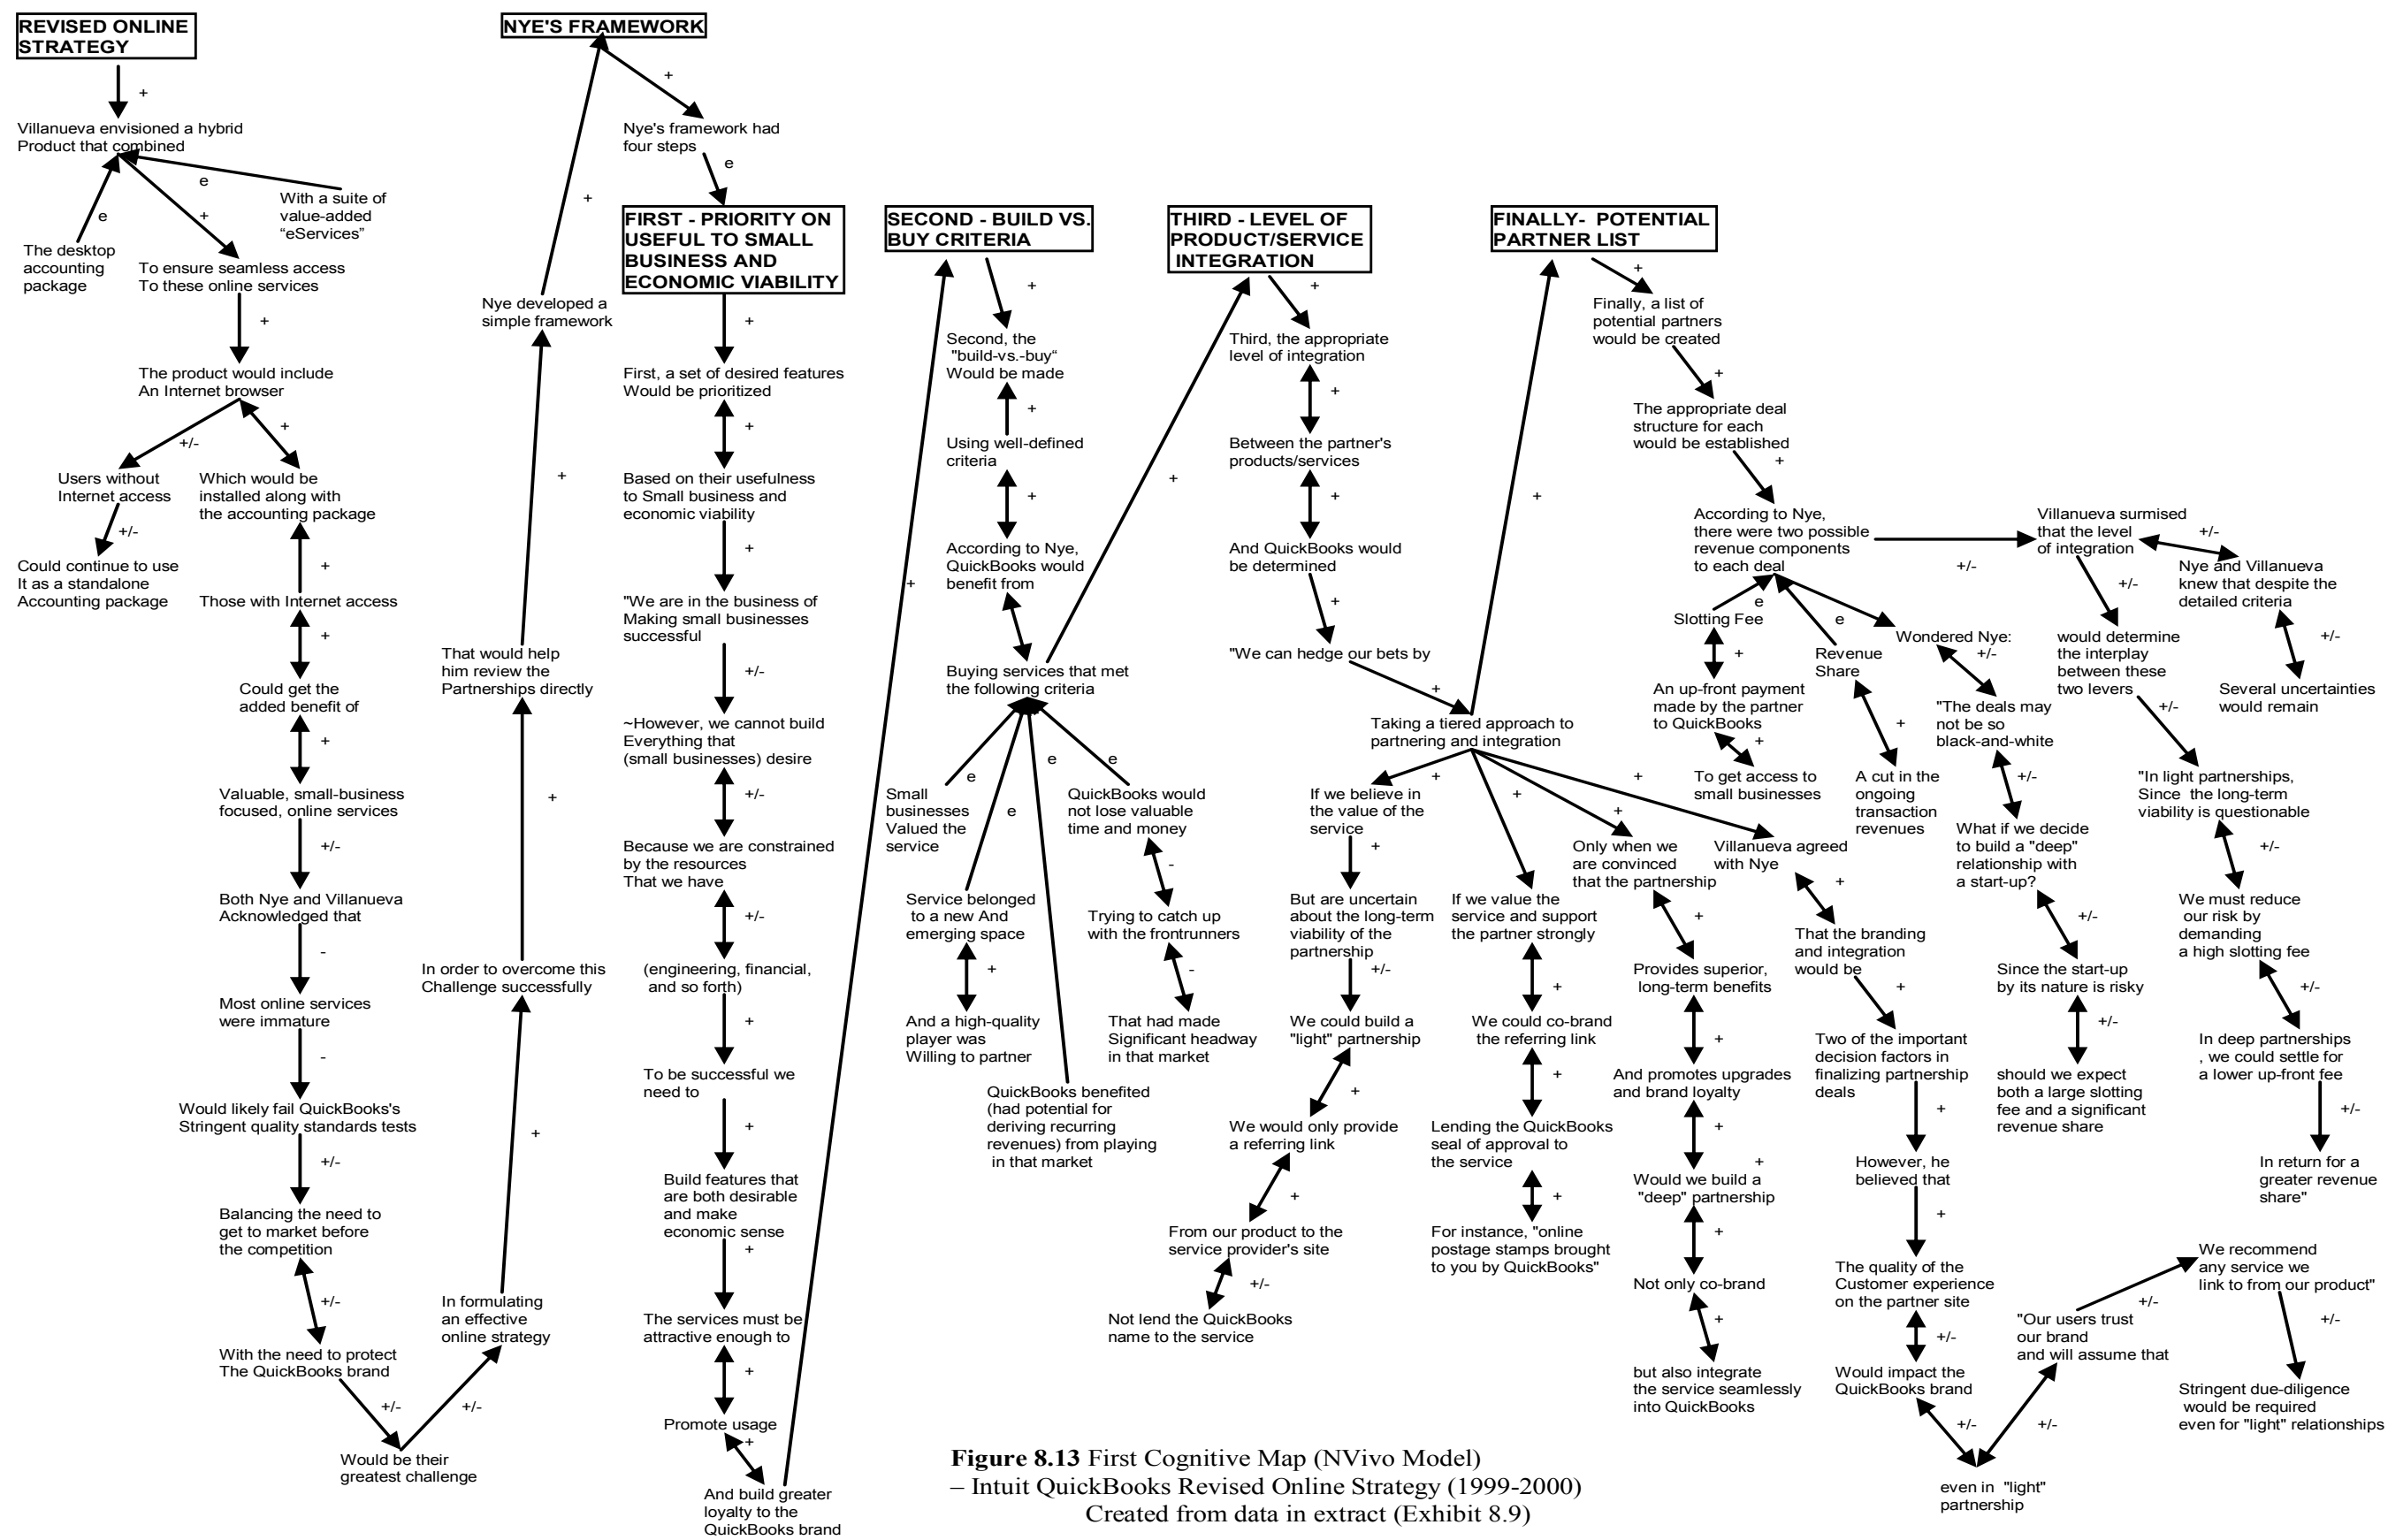 REVISED ONLINE
STRATEGY
+
Villanueva envisioned a hybrid
Product that combined
e
e
+
With a suite of
value-added
“eServices”
The desktop
accounting
package
To ensure seamless access
To these online services
+
The product would include
An Internet browser
+/-
+
Users without
Internet access
+/-
Could continue to use
It as a standalone
Accounting package
Which would be
installed along with
the accounting package
+
Those with Internet access
+
Could get the
added benefit of
+
Valuable, small-business
focused, online services
+/-
Both Nye and Villanueva
Acknowledged that
-
Most online services
were immature
-
Would likely fail QuickBooks's
Stringent quality standards tests
+/-
Balancing the need to
get to market before
the competition
+/-
With the need to protect
The QuickBooks brand
+/-
Would be their
greatest challenge
+/-
In formulating
an effective
online strategy
+
In order to overcome this
Challenge successfully
+
That would help
him review the
Partnerships directly
+
Nye developed a
simple framework
+
NYE'S FRAMEWORK
+
Nye's framework had
four steps
e
FIRST - PRIORITY ON
USEFUL TO SMALL
BUSINESS AND
ECONOMIC VIABILITY
+
First, a set of desired features
Would be prioritized
+
Based on their usefulness
to Small business and
economic viability
+
"We are in the business of
Making small businesses
successful
+/-
~However, we cannot build
Everything that
(small businesses) desire
+/-
Because we are constrained
by the resources
That we have
+/-
(engineering, financial,
and so forth)
+
To be successful we
need to
+
Build features that
are both desirable
and make
economic sense
+
The services must be
attractive enough to
+
Promote usage
+
And build greater
loyalty to the
QuickBooks brand
+
SECOND - BUILD VS.
BUY CRITERIA
+
Second, the
"build-vs.-buy“
Would be made
+
Using well-defined
criteria
+
According to Nye,
QuickBooks would
benefit from
Buying services that met
the following criteria
e
e
e
e
Small
businesses
Valued the
service
Service belonged
to a new And
emerging space
+
And a high-quality
player was
Willing to partner
QuickBooks benefited
(had potential for
deriving recurring
revenues) from playing
in that market
QuickBooks would
not lose valuable
time and money
-
Trying to catch up
with the frontrunners
-
That had made
Significant headway
in that market
+
THIRD - LEVEL OF
PRODUCT/SERVICE
INTEGRATION
+
Third, the appropriate
level of integration
+
Between the partner's
products/services
+
And QuickBooks would
be determined
+
"We can hedge our bets by
+
Taking a tiered approach to
partnering and integration
+
+
+
+
If we believe in
the value of the
service
+
But are uncertain
about the long-term
viability of the
partnership
+/-
We could build a
"light" partnership
+
We would only provide
a referring link
+
From our product to the
service provider's site
+/-
Not lend the QuickBooks
name to the service
If we value the
service and support
the partner strongly
+
We could co-brand
the referring link
+
Lending the QuickBooks
seal of approval to
the service
+
For instance, "online
postage stamps brought
to you by QuickBooks"
Only when we
are convinced
that the partnership
+
Provides superior,
long-term benefits
+
And promotes upgrades
and brand loyalty
+
+
Would we build a
"deep" partnership
+
Not only co-brand
+
but also integrate
the service seamlessly
into QuickBooks
Villanueva agreed
with Nye
+
That the branding
and integration
would be
+
Two of the important
decision factors in
finalizing partnership
deals
+
However, he
believed that
+
The quality of the
Customer experience
on the partner site
+/-
Would impact the
QuickBooks brand
+/-
even in "light"
partnership
+/-
"Our users trust
our brand
and will assume that
+/-
We recommend
any service we
link to from our product"
+/-
Stringent due-diligence
would be required
even for "light" relationships
+
FINALLY- POTENTIAL
PARTNER LIST
+
Finally, a list of
potential partners
would be created
+
The appropriate deal
structure for each
would be established
+
According to Nye,
there were two possible
revenue components
to each deal
+/-
e
e
Slotting Fee
+
An up-front payment
made by the partner
to QuickBooks
+
To get access to
small businesses
Revenue
Share
+
A cut in the
ongoing
transaction
revenues
Wondered Nye:
+/-
"The deals may
not be so
black-and-white
+/-
What if we decide
to build a "deep"
relationship with
a start-up?
+/-
Since the start-up
by its nature is risky
+/-
should we expect
both a large slotting
fee and a significant
revenue share
Villanueva surmised
that the level
of integration
+/-
+/-
Nye and Villanueva
knew that despite the
detailed criteria
+/-
Several uncertainties
would remain
would determine
the interplay
between these
two levers
+/-
"In light partnerships,
Since the long-term
viability is questionable
+/-
We must reduce
our risk by
demanding
a high slotting fee
+/-
In deep partnerships
, we could settle for
a lower up-front fee
+/-
In return for a
greater revenue
share"
Figure 8.13 First Cognitive Map (NVivo Model)
– Intuit QuickBooks Revised Online Strategy (1999-2000)
Created from data in extract (Exhibit 8.9)